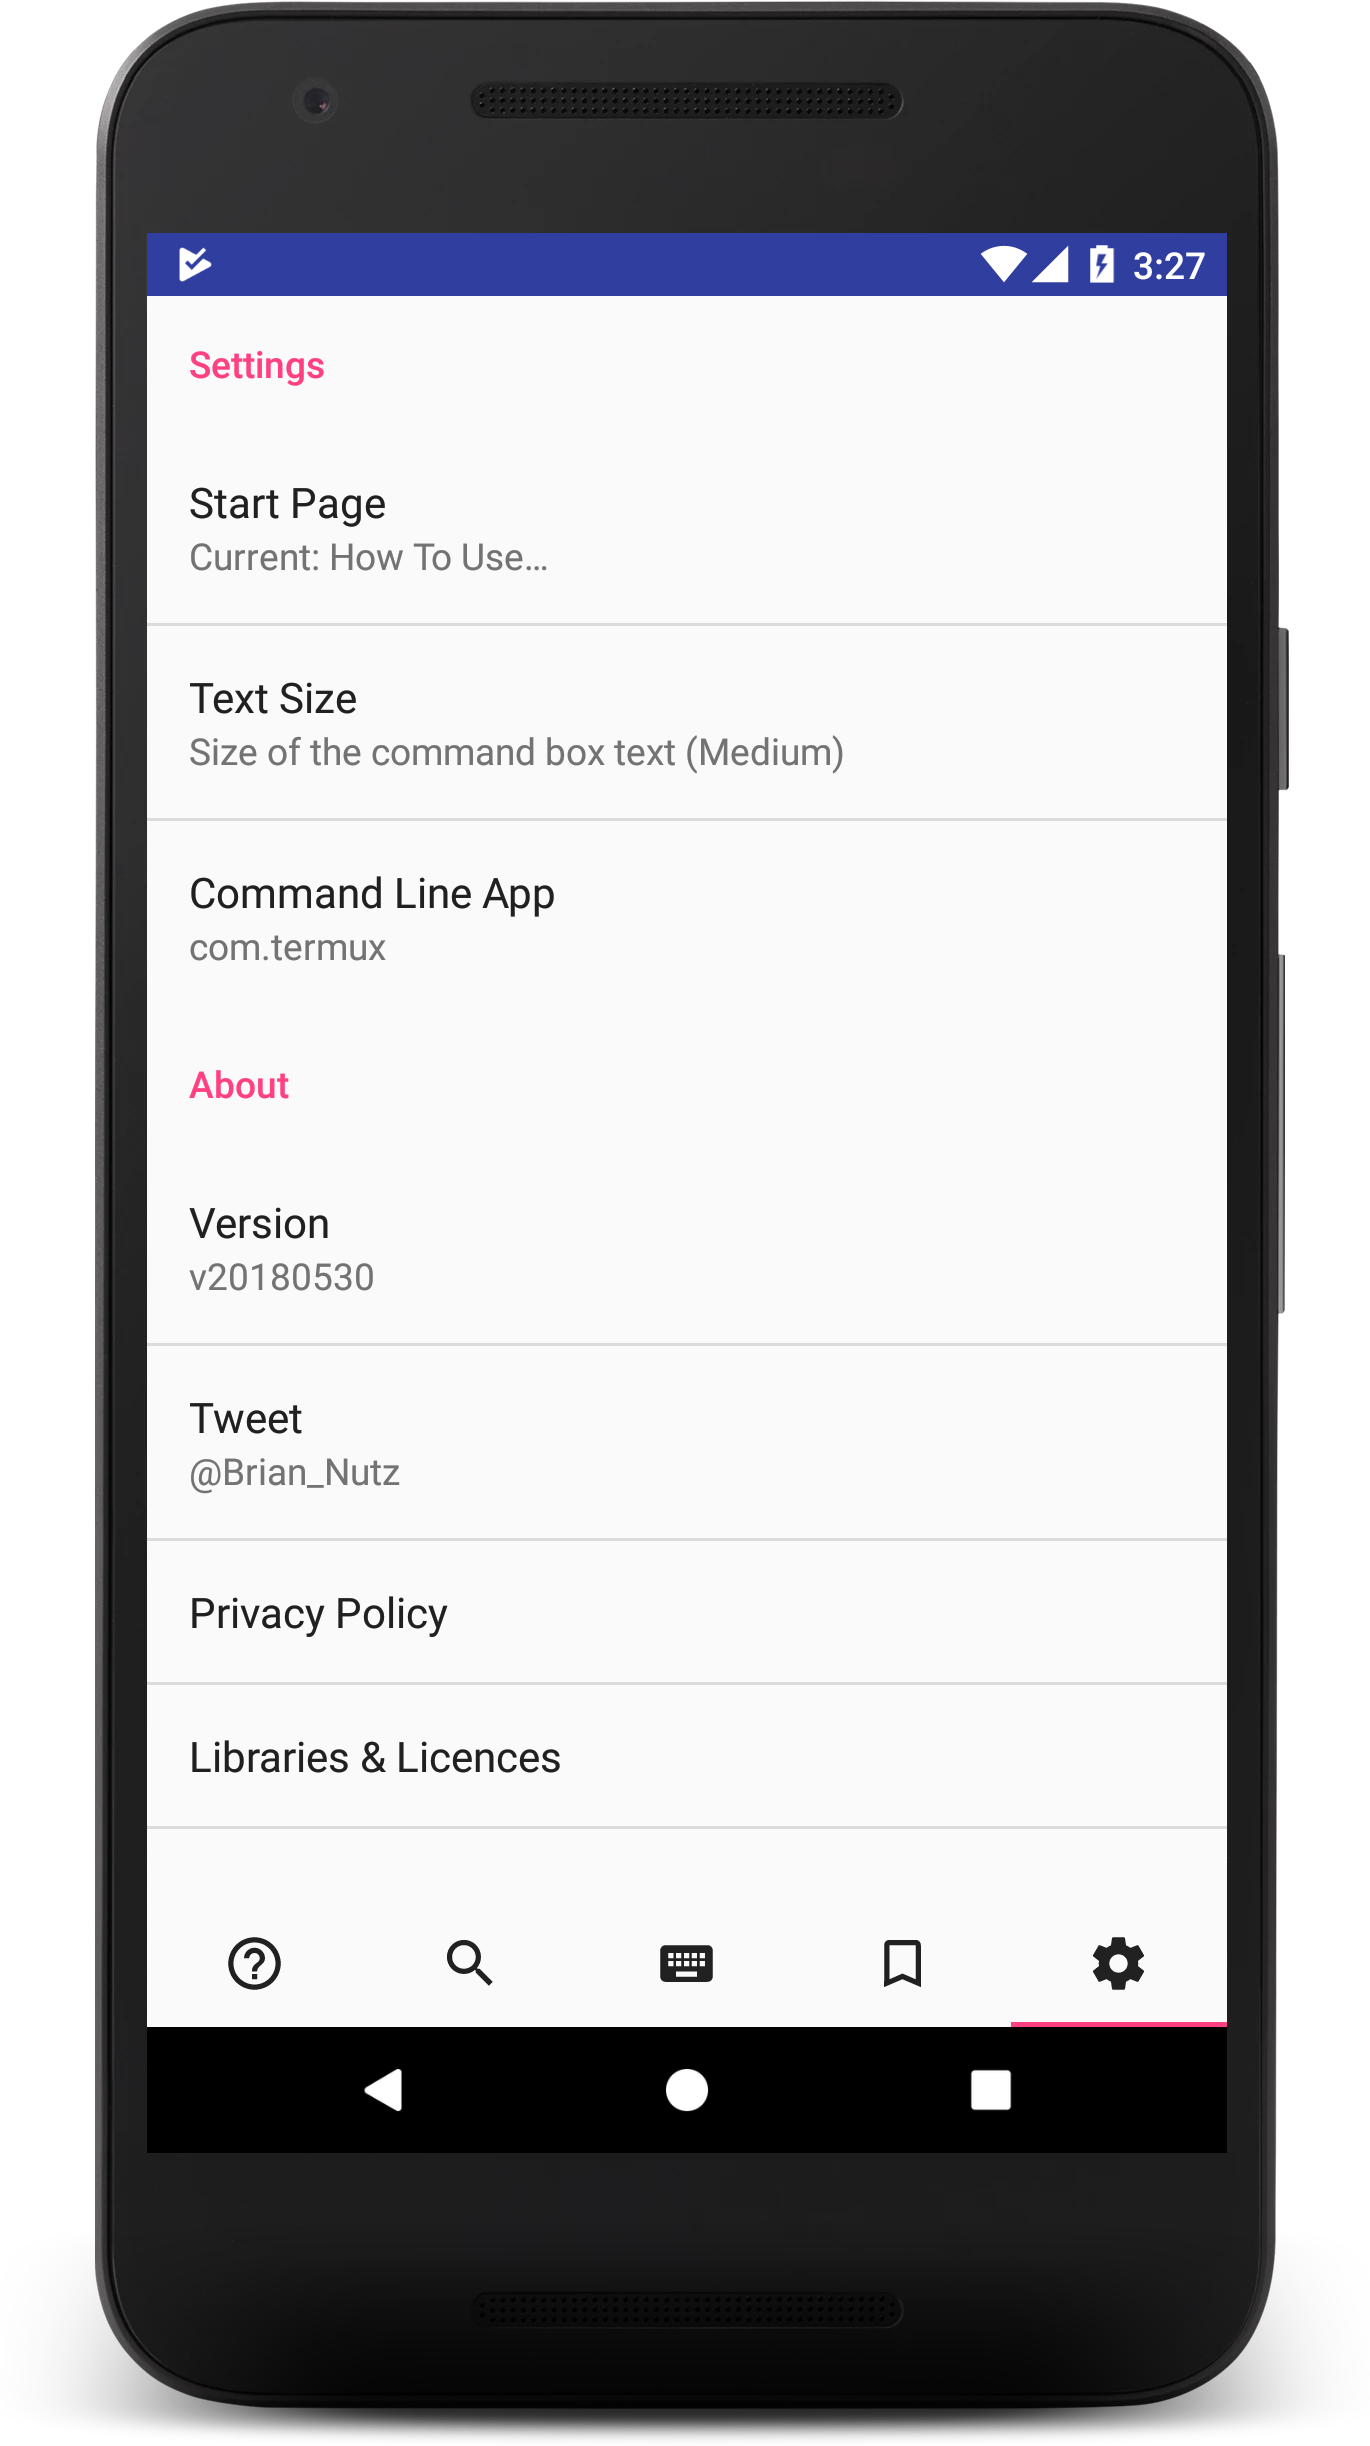 3:27
Settings
Start Page
Current: How To Use...
Text Size
Size of the command box text (Medium)
Command Line App
com.termux
About
Version
v20180530
Tweet
@Brian_Nutz
Privacy Policy
Libraries & Licences